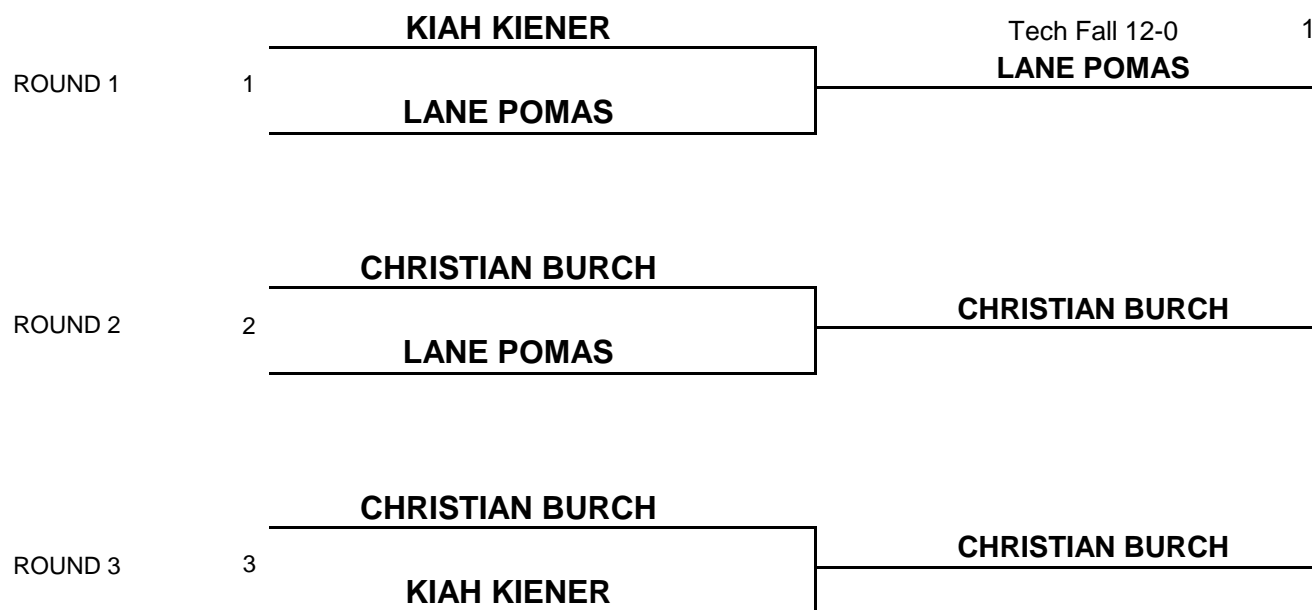 KIAH KIENER
Tech Fall 12-0 1
LANE POMAS
ROUND 1 1
LANE POMAS
CHRISTIAN BURCH
CHRISTIAN BURCH
ROUND 2 2
LANE POMAS
CHRISTIAN BURCH
CHRISTIAN BURCH
ROUND 3 3
KIAH KIENER